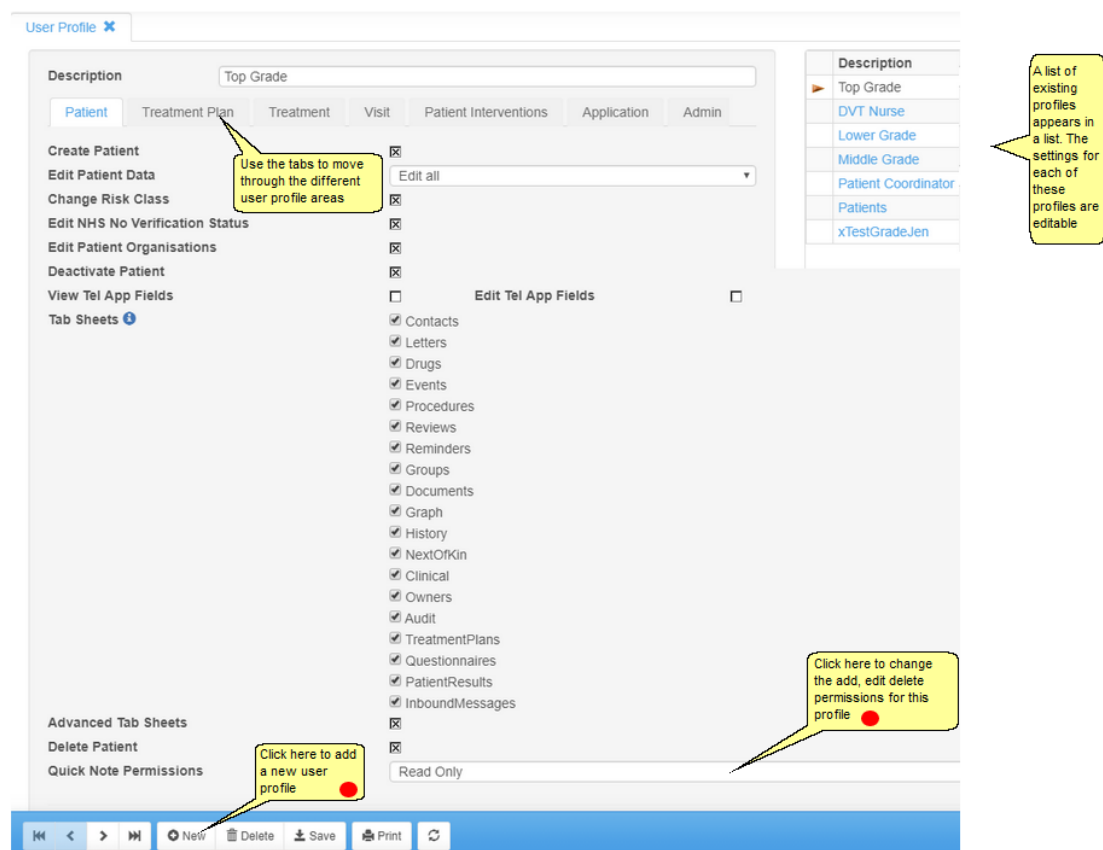 User Profile
Description
Top Grade
Patient
Treatment Plan
Treatment
Visit
Patient Interventions
Application
Admin
Create Patient
Edit Patient Data
Edit all
Change Risk Class
Edit NHS No Verification Status
Edit Patient Organisations
Deactivate Patient
View Tel App Fields
Edit Tel App Fields
Tab Sheets
Contacts
Letters
Drugs
Events
Procedures
Reviews
Reminders
Groups
Documents
Graph
History
NextOfKin
Clinical
Owners
Audit
TreatmentPlans
Questionnaires
PatientResults
InboundMessages
Advanced Tab Sheets
Delete Patient
Quick Note Permissions
Read Only
Use the tabs to move
through the different
user profile areas
Description
Top Grade
DVT Nurse
Lower Grade
Middle Grade
Patient Coordinator
Patients
xTestGradeJen
A list of
existing
profiles
appears in
a list. The
settings for
each of
these
profiles are
editable
Click here to change
the add, edit delete
permissions for this
profile
Click here to add
a new user
profile
New
Delete
Save
Print